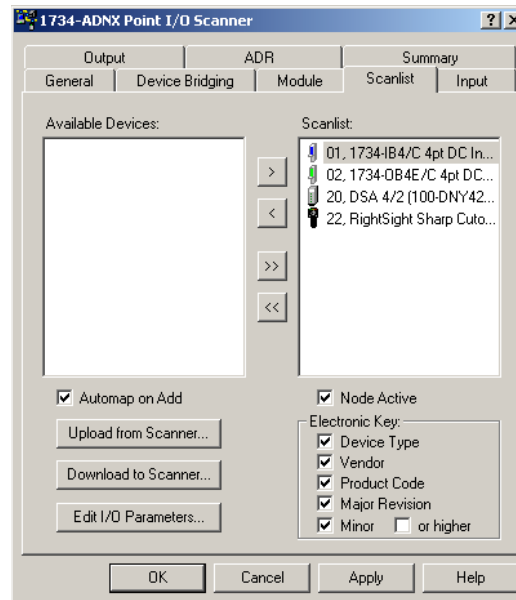 1734-ADNX Point I/O Scanner
Output ADR Summary
General Device Bridging Module Scanlist Input
Available Devices: Scanlist:
01, 1734-IB4/C 4pt DC In...
02, 1734-OB4E/C 4pt DC...
20, DSA 4/2 (100-DNY42...
22, RightSight Sharp Cuto...
>
<
>>
<<
Automap on Add Node Active
Upload from Scanner...
Download to Scanner...
Edit I/O Parameters...
Electronic Key:
Device Type
Vendor
Product Code
Major Revision
Minor or higher
OK Cancel Apply Help